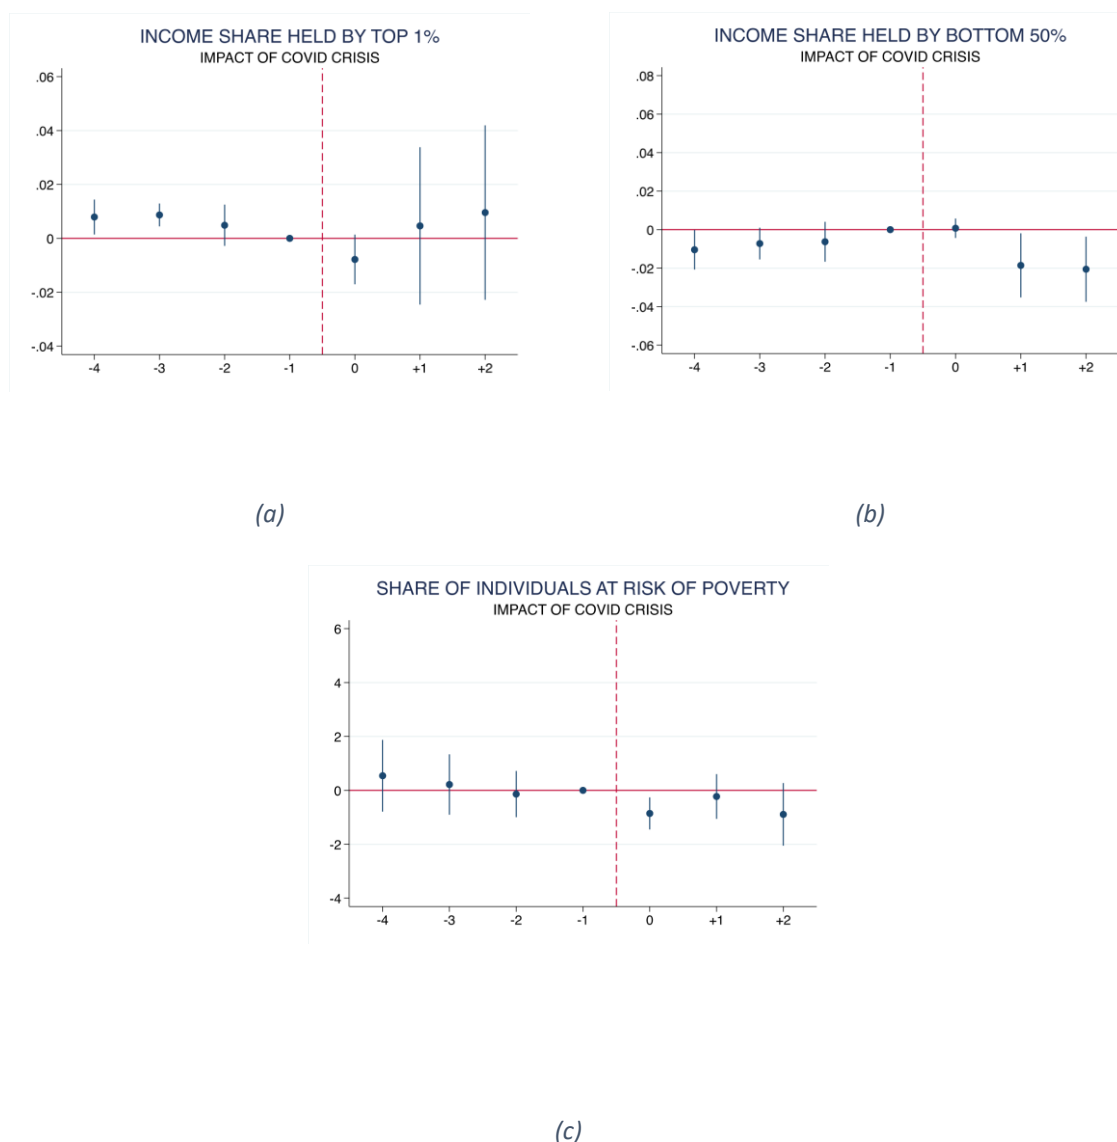 INCOME SHARE HELD BY TOP 1%
IMPACT OF COVID CRISIS
.06
.04
.02
0
-.02
-.04
-4 -3 -2 -1 0 +1 +2
(a)
INCOME SHARE HELD BY BOTTOM 50%
IMPACT OF COVID CRISIS
.08
.06
.04
.02
0
-.02
-.04
-.06
-4 -3 -2 -1 0 +1 +2
(b)
SHARE OF INDIVIDUALS AT RISK OF POVERTY
IMPACT OF COVID CRISIS
6
4
2
0
-2
-4
-4 -3 -2 -1 0 +1 +2
(c)